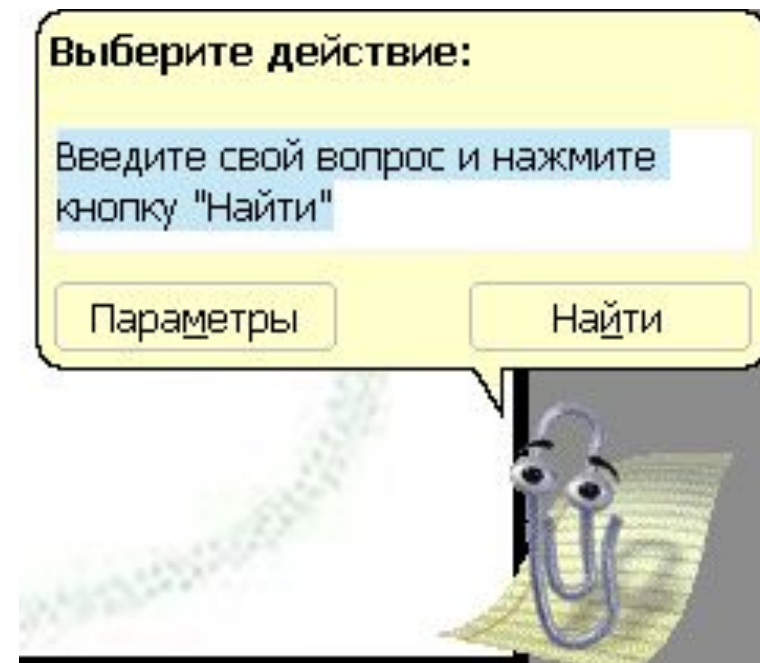 Выберите действие:
Введите свой вопрос и нажмите
кнопку "Найти"
Параметры
Найти